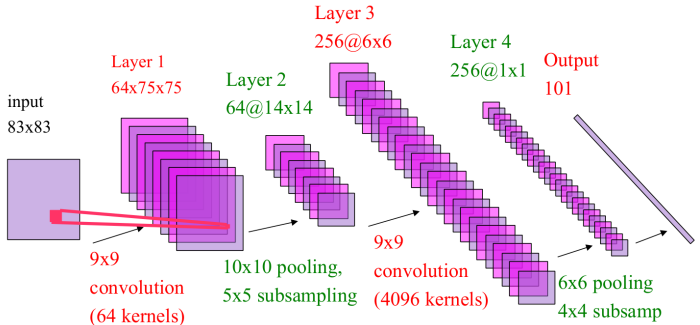 input
83x83
Layer 1
64x75x75
Layer 2
64@14x14
Layer 3
256@6x6
Layer 4
256@1x1
Output
101
9x9
convolution
(64 kernels)
10x10 pooling,
5x5 subsampling
9x9
convolution
(4096 kernels)
6x6 pooling
4x4 subsamp